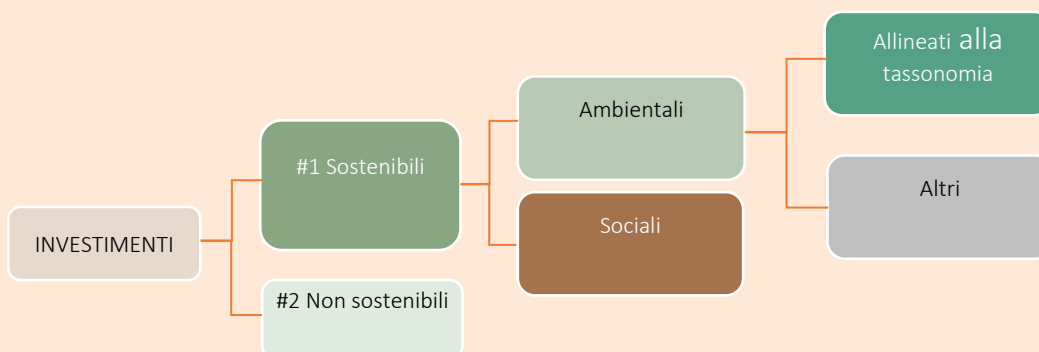 Allineati alla
tassonomia
Ambientali
#1 Sostenibili
Altri
Sociali
INVESTIMENTI
#2 Non sostenibili